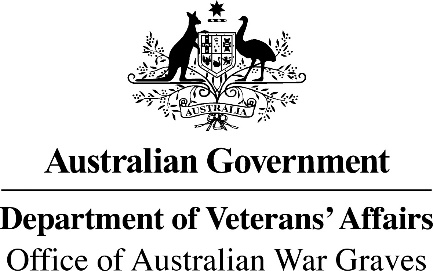 AUSTRALIA
Australian Government
Department of Veterans’ Affairs
Office of Australian War Graves